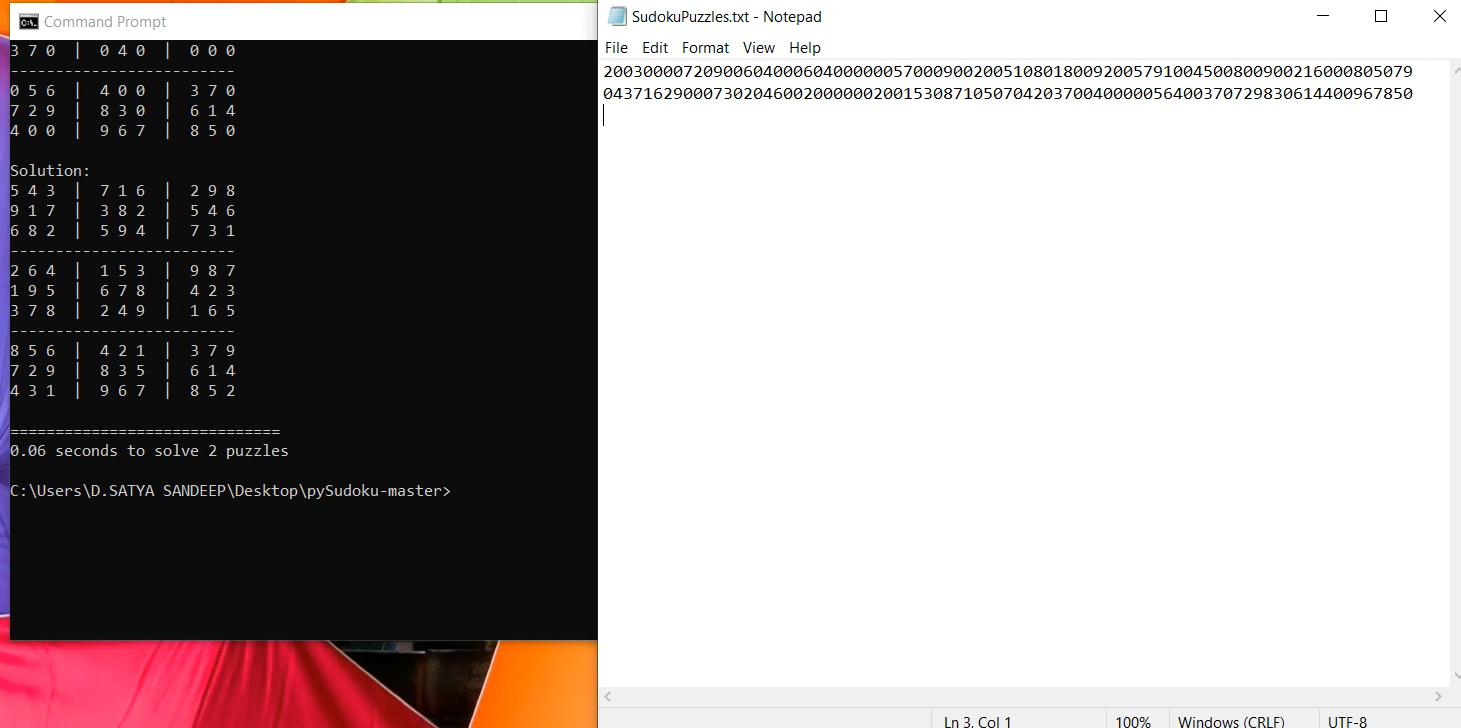 Command Prompt
3 7 0 | 0 4 0 | 0 0 0
-------------------------
0 5 6 | 4 0 0 | 3 7 0
7 2 9 | 8 3 0 | 6 1 4
4 0 0 | 9 6 7 | 8 5 0
Solution:
5 4 3 | 7 1 6 | 2 9 8
9 1 7 | 3 8 2 | 5 4 6
6 8 2 | 5 9 4 | 7 3 1
-------------------------
2 6 4 | 1 5 3 | 9 8 7
1 9 5 | 6 7 8 | 4 2 3
3 7 8 | 2 4 9 | 1 6 5
-------------------------
8 5 6 | 4 2 1 | 3 7 9
7 2 9 | 8 3 5 | 6 1 4
4 3 1 | 9 6 7 | 8 5 2
==============================
0.06 seconds to solve 2 puzzles
C:\Users\D.SATYA SANDEEP\Desktop\pySudoku-master>
SudokuPuzzles.txt - Notepad
File Edit Format View Help
200300007209006040006040000005700090020051080180092005791004500800900216000805079
043716290007302046002000000200153087105070420370040000056400370729830614400967850
Ln 3, Col 1 100% Windows (CRLF) UTF-8